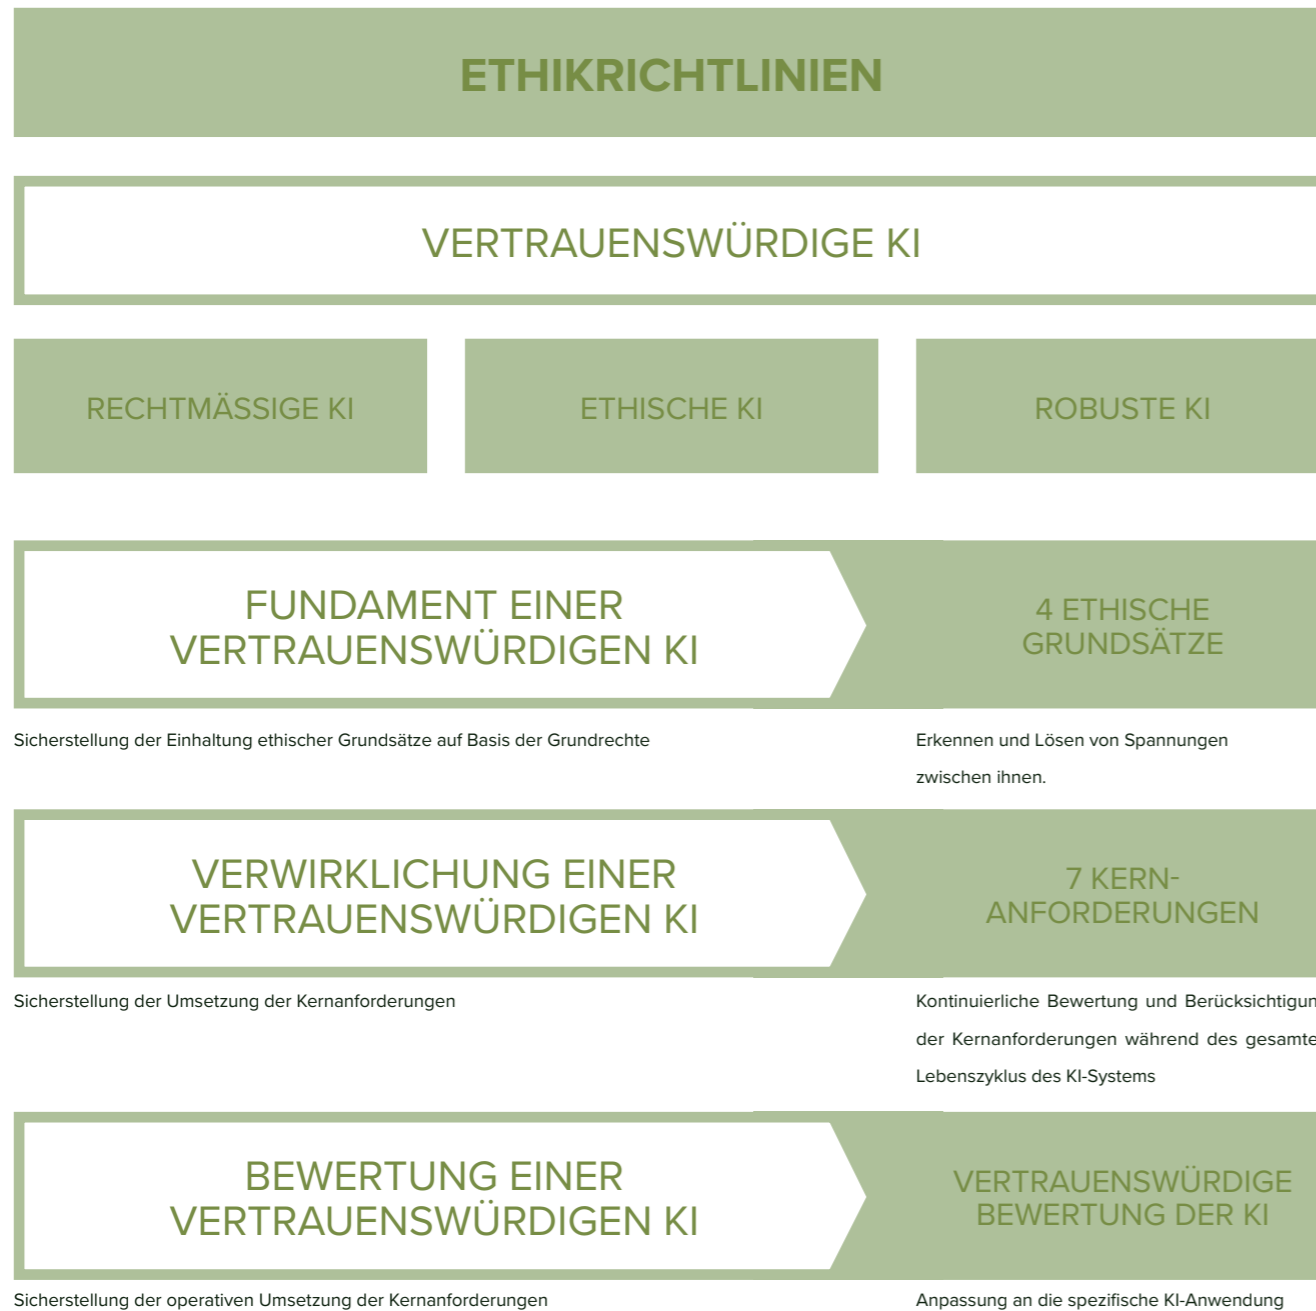 ETHIKRICHTLINIEN
VERTRAUENSWÜRDIGE KI
RECHTMÄSSIGE KI
ETHISCHE KI
ROBUSTE KI
FUNDAMENT EINER
VERTRAUENSWÜRDIGEN KI
4 ETHISCHE
GRUNDSÄTZE
Sicherstellung der Einhaltung ethischer Grundsätze auf Basis der Grundrechte
Erkennen und Lösen von Spannungen
zwischen ihnen.
VERWIRKLICHUNG EINER
VERTRAUENSWÜRDIGEN KI
7 KERN-
ANFORDERUNGEN
Sicherstellung der Umsetzung der Kernanforderungen
Kontinuierliche Bewertung und Berücksichtigun
der Kernanforderungen während des gesamte
Lebenszyklus des KI-Systems
BEWERTUNG EINER
VERTRAUENSWÜRDIGEN KI
VERTRAUENSWÜRDIGE
BEWERTUNG DER KI
Sicherstellung der operativen Umsetzung der Kernanforderungen
Anpassung an die spezifische KI-Anwendung